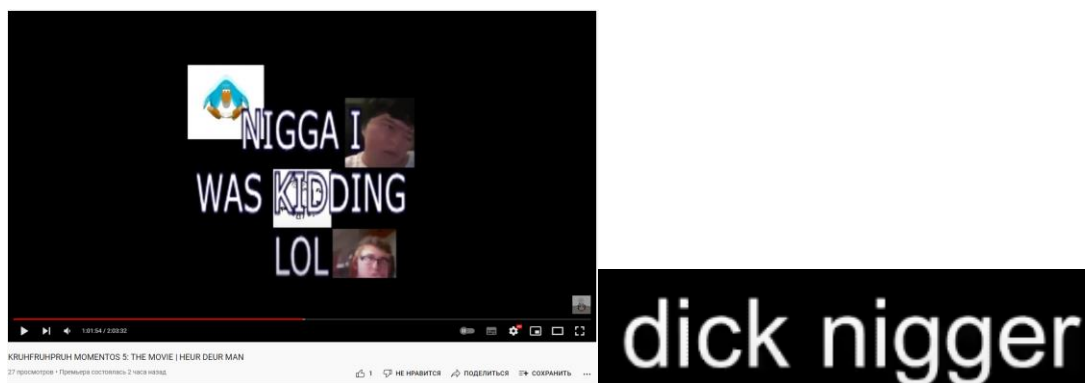 NIGGA I
WAS KIDDING
LOL
1:01:54 / 2:03:32
KRUHFRUHPRUH MOMENTOS 5: THE MOVIE | HEUR DEUR MAN
27 просмотров • Премьера состоялась 2 часа назад
1 НЕ НРАВИТСЯ ПОДЕЛИТЬСЯ СОХРАНИТЬ ...
dick nigger